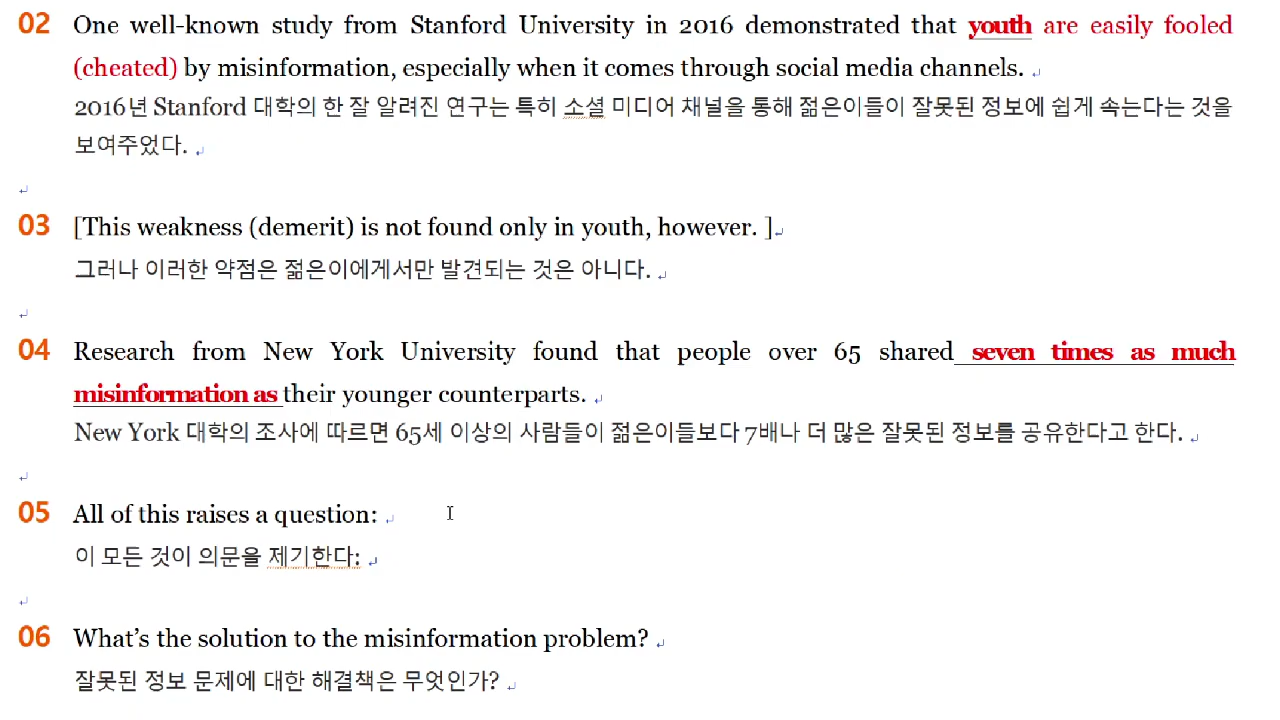 02 One well-known study from Stanford University in 2016 demonstrated that youth are easily fooled
(cheated) by misinformation, especially when it comes through social media channels.
2016년 Stanford 대학의 한 잘 알려진 연구는 특히 소셜 미디어 채널을 통해 젊은이들이 잘못된 정보에 쉽게 속는다는 것을
보여주었다.
03 [This weakness (demerit) is not found only in youth, however. ]
그러나 이러한 약점은 젊은이에게서만 발견되는 것은 아니다.
04 Research from New York University found that people over 65 shared seven times as much
misinformation as their younger counterparts.
New York 대학의 조사에 따르면 65세 이상의 사람들이 젊은이들보다 7배나 더 많은 잘못된 정보를 공유한다고 한다.
05 All of this raises a question:
이 모든 것이 의문을 제기한다:
06 What's the solution to the misinformation problem?
잘못된 정보 문제에 대한 해결책은 무엇인가?